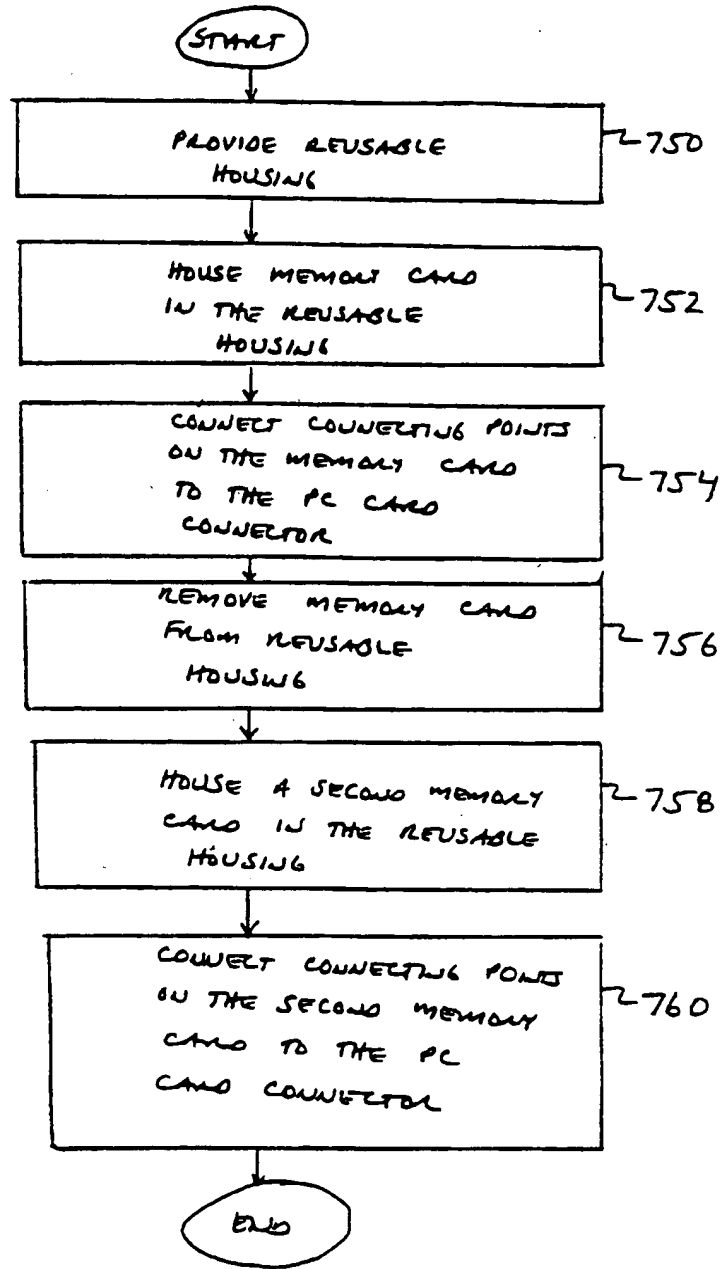 START
PROVIDE REUSABLE
HOUSING
750
HOUSE MEMORY CARD
IN THE REUSABLE
HOUSING
752
CONNECT CONNECTING POINTS
ON THE MEMORY CARD
TO THE PC CARD
CONNECTOR
754
REMOVE MEMORY CARD
FROM REUSABLE
HOUSING
756
HOUSE A SECOND MEMORY
CARD IN THE REUSABLE
HOUSING
758
CONNECT CONNECTING POINTS
ON THE SECOND MEMORY
CARD TO THE PC
CARD CONNECTOR
760
END